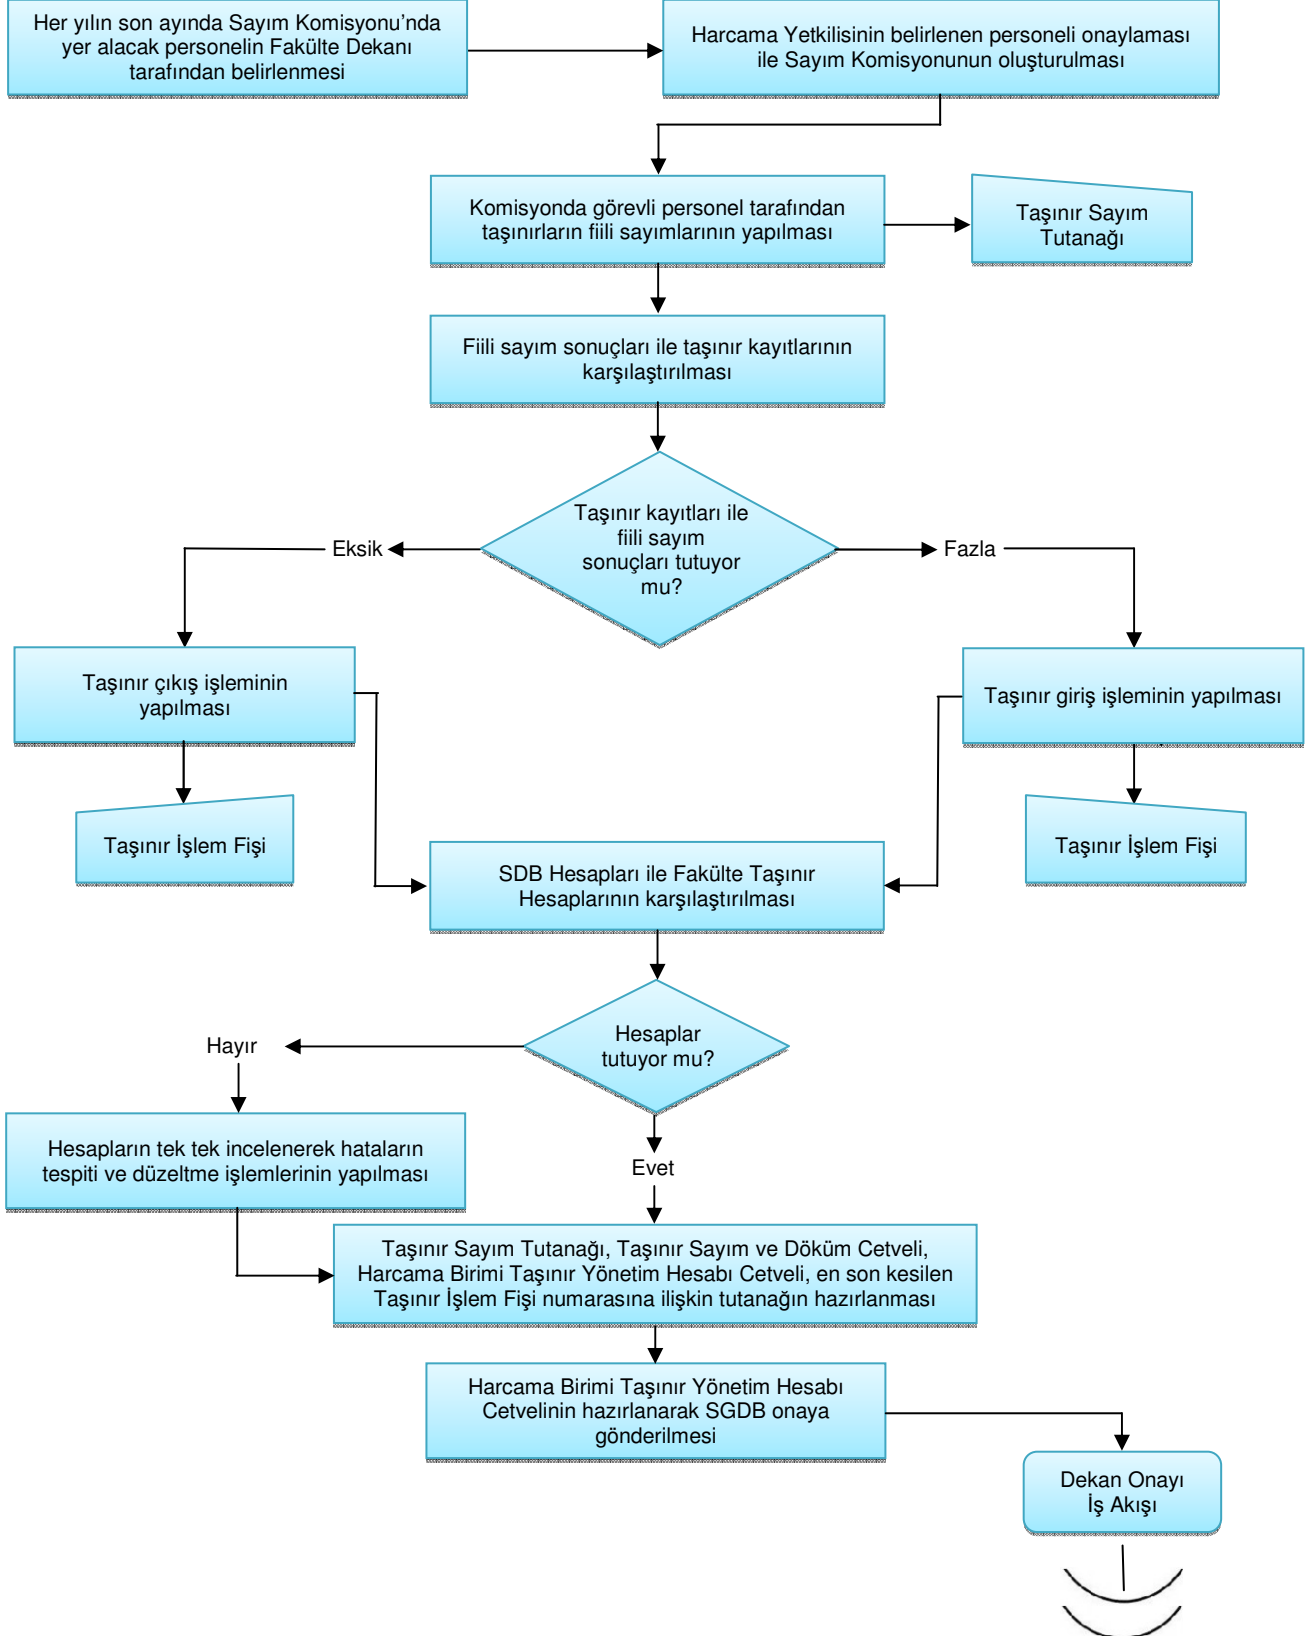 Her yılın son ayında Sayım Komisyonu’nda
yer alacak personelin Fakülte Dekanı
tarafından belirlenmesi
Harcama Yetkilisinin belirlenen personeli onaylaması
ile Sayım Komisyonunun oluşturulması
Komisyonda görevli personel tarafından
taşınırların fiili sayımlarının yapılması
Taşınır Sayım
Tutanağı
Fiili sayım sonuçları ile taşınır kayıtlarının
karşılaştırılması
Taşınır kayıtları ile
fiili sayım
sonuçları tutuyor
mu?
Eksik
Fazla
Taşınır çıkış işleminin
yapılması
Taşınır giriş işleminin yapılması
Taşınır İşlem Fişi
Taşınır İşlem Fişi
SDB Hesapları ile Fakülte Taşınır
Hesaplarının karşılaştırılması
Hesaplar
tutuyor mu?
Hayır
Hesapların tek tek incelenerek hataların
tespiti ve düzeltme işlemlerinin yapılması
Evet
Taşınır Sayım Tutanağı, Taşınır Sayım ve Döküm Cetveli,
Harcama Birimi Taşınır Yönetim Hesabı Cetveli, en son kesilen
Taşınır İşlem Fişi numarasına ilişkin tutanağın hazırlanması
Harcama Birimi Taşınır Yönetim Hesabı
Cetvelinin hazırlanarak SGDB onaya
gönderilmesi
Dekan Onayı
İş Akışı